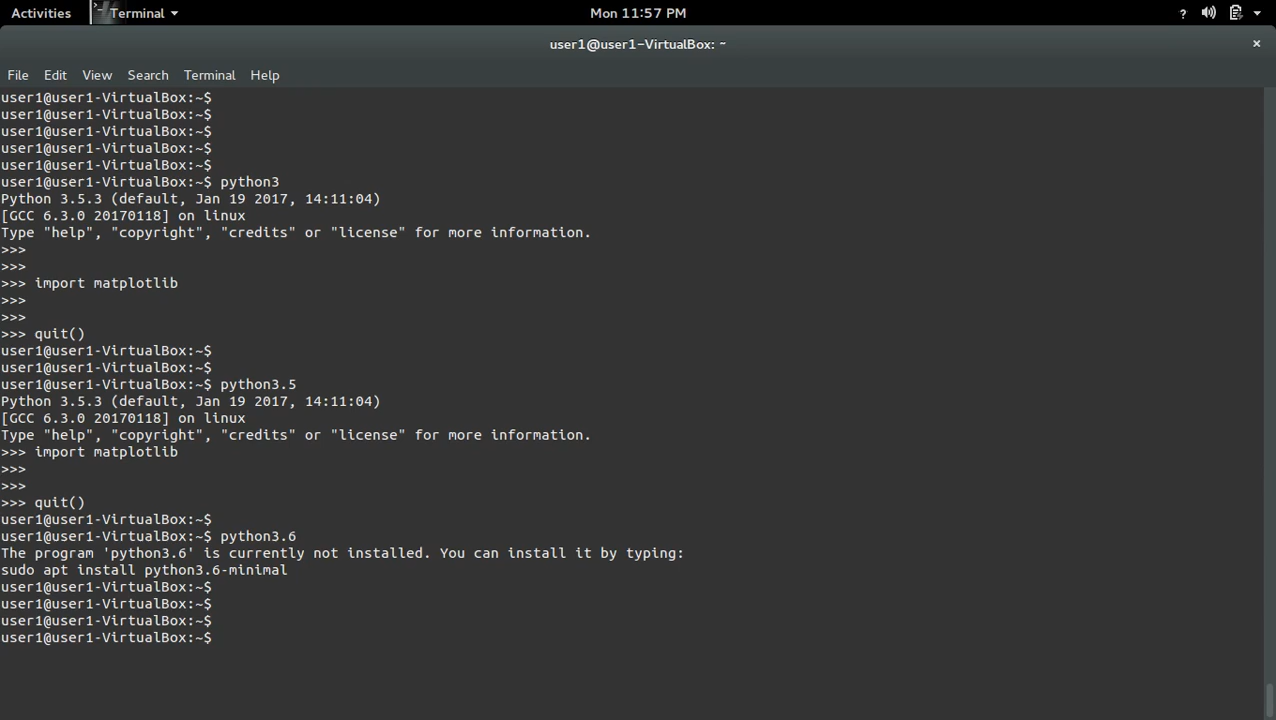 Activities
Terminal
Mon 11:57 PM
?
user1@user1-VirtualBox: ~
×
File Edit View Search Terminal Help
user1@user1-VirtualBox:~$
user1@user1-VirtualBox:~$
user1@user1-VirtualBox:~$
user1@user1-VirtualBox:~$
user1@user1-VirtualBox:~$
user1@user1-VirtualBox:~$ python3
Python 3.5.3 (default, Jan 19 2017, 14:11:04)
[GCC 6.3.0 20170118] on linux
Type "help", "copyright", "credits" or "license" for more information.
>>>
>>>
>>> import matplotlib
>>>
>>>
>>> quit()
user1@user1-VirtualBox:~$
user1@user1-VirtualBox:~$
user1@user1-VirtualBox:~$ python3.5
Python 3.5.3 (default, Jan 19 2017, 14:11:04)
[GCC 6.3.0 20170118] on linux
Type "help", "copyright", "credits" or "license" for more information.
>>> import matplotlib
>>>
>>>
>>> quit()
user1@user1-VirtualBox:~$
user1@user1-VirtualBox:~$ python3.6
The program 'python3.6' is currently not installed. You can install it by typing:
sudo apt install python3.6-minimal
user1@user1-VirtualBox:~$
user1@user1-VirtualBox:~$
user1@user1-VirtualBox:~$
user1@user1-VirtualBox:~$